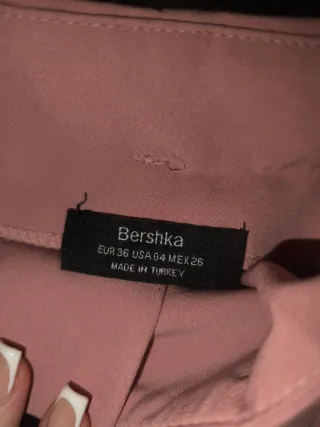 Bershka
EUR 36 USA 04 MEX 26
MADE IN TURKEY